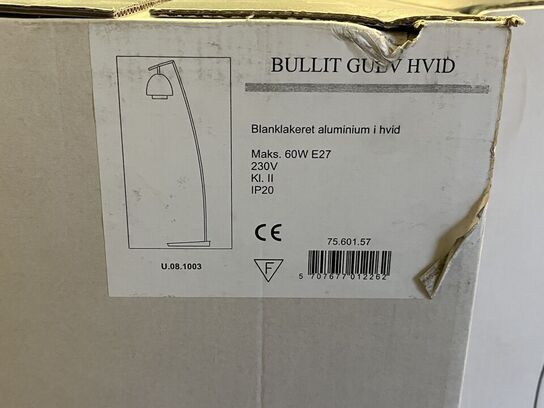 BULLIT GULV HVID
Blanklakeret aluminium i hvid
Maks. 60W E27
230V
Kl. II
IP20
CE
75.601.57
F
5 707677 012262
U.08.1003